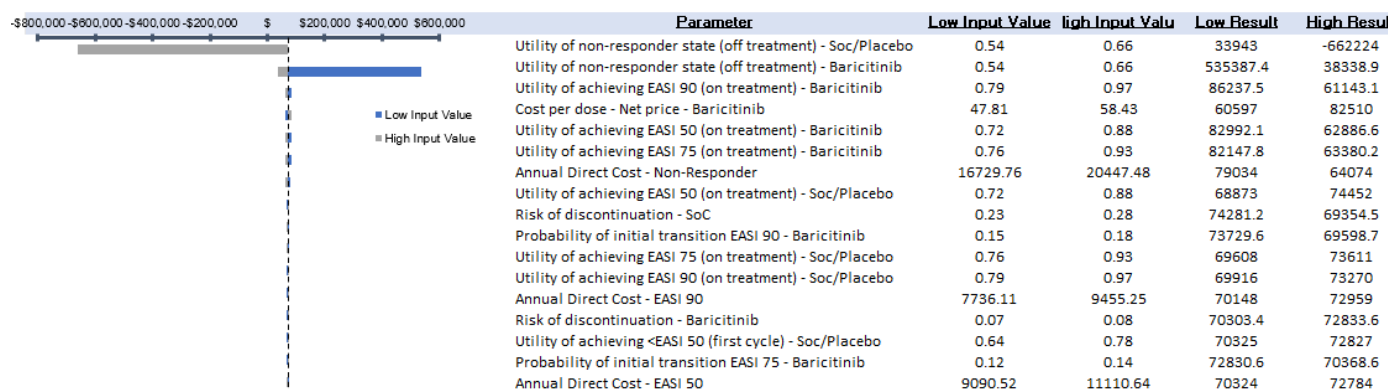 -$800,000 -$600,000 -$400,000 -$200,000 $ $200,000 $400,000 $600,000
Low Input Value
High Input Value
Parameter Low Input Value ligh Input Valu Low Result High Resul
Utility of non-responder state (off treatment) - Soc/Placebo 0.54 0.66 33943 -662224
Utility of non-responder state (off treatment) - Baricitinib 0.54 0.66 535387.4 38338.9
Utility of achieving EASI 90 (on treatment) - Baricitinib 0.79 0.97 86237.5 61143.1
Cost per dose - Net price - Baricitinib 47.81 58.43 60597 82510
Utility of achieving EASI 50 (on treatment) - Baricitinib 0.72 0.88 82992.1 62886.6
Utility of achieving EASI 75 (on treatment) - Baricitinib 0.76 0.93 82147.8 63380.2
Annual Direct Cost - Non-Responder 16729.76 20447.48 79034 64074
Utility of achieving EASI 50 (on treatment) - Soc/Placebo 0.72 0.88 68873 74452
Risk of discontinuation - SoC 0.23 0.28 74281.2 69354.5
Probability of initial transition EASI 90 - Baricitinib 0.15 0.18 73729.6 69598.7
Utility of achieving EASI 75 (on treatment) - Soc/Placebo 0.76 0.93 69608 73611
Utility of achieving EASI 90 (on treatment) - Soc/Placebo 0.79 0.97 69916 73270
Annual Direct Cost - EASI 90 7736.11 9455.25 70148 72959
Risk of discontinuation - Baricitinib 0.07 0.08 70303.4 72833.6
Utility of achieving <EASI 50 (first cycle) - Soc/Placebo 0.64 0.78 70325 72827
Probability of initial transition EASI 75 - Baricitinib 0.12 0.14 72830.6 70368.6
Annual Direct Cost - EASI 50 9090.52 11110.64 70324 72784